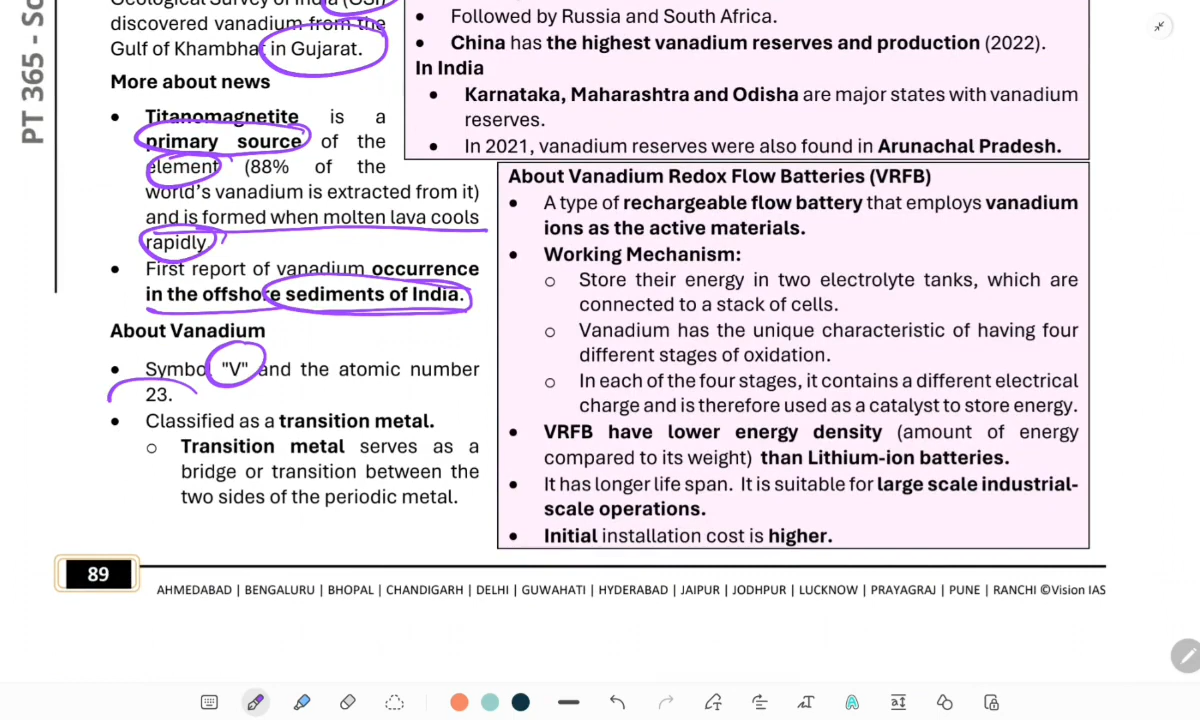 PT 365 - Sc
Geological Survey of India (GSI)
discovered vanadium from the
Gulf of Khambhat in Gujarat.
More about news
• Titanomagnetite is a
primary source of the
element (88% of the
world's vanadium is extracted from it)
and is formed when molten lava cools
rapidly.
• First report of vanadium occurrence
in the offshore sediments of India.
About Vanadium
• Symbol "V" and the atomic number
23.
• Classified as a transition metal.
o Transition metal serves as a
bridge or transition between the
two sides of the periodic metal.
• Followed by Russia and South Africa.
• China has the highest vanadium reserves and production (2022).
In India
• Karnataka, Maharashtra and Odisha are major states with vanadium
reserves.
• In 2021, vanadium reserves were also found in Arunachal Pradesh.
About Vanadium Redox Flow Batteries (VRFB)
• A type of rechargeable flow battery that employs vanadium
ions as the active materials.
• Working Mechanism:
o Store their energy in two electrolyte tanks, which are
connected to a stack of cells.
o Vanadium has the unique characteristic of having four
different stages of oxidation.
o In each of the four stages, it contains a different electrical
charge and is therefore used as a catalyst to store energy.
• VRFB have lower energy density (amount of energy
compared to its weight) than Lithium-ion batteries.
• It has longer life span. It is suitable for large scale industrial-
scale operations.
• Initial installation cost is higher.
89
AHMEDABAD | BENGALURU | BHOPAL | CHANDIGARH | DELHI | GUWAHATI | HYDERABAD | JAIPUR | JODHPUR | LUCKNOW | PRAYAGRAJ | PUNE | RANCHI ©Vision IAS